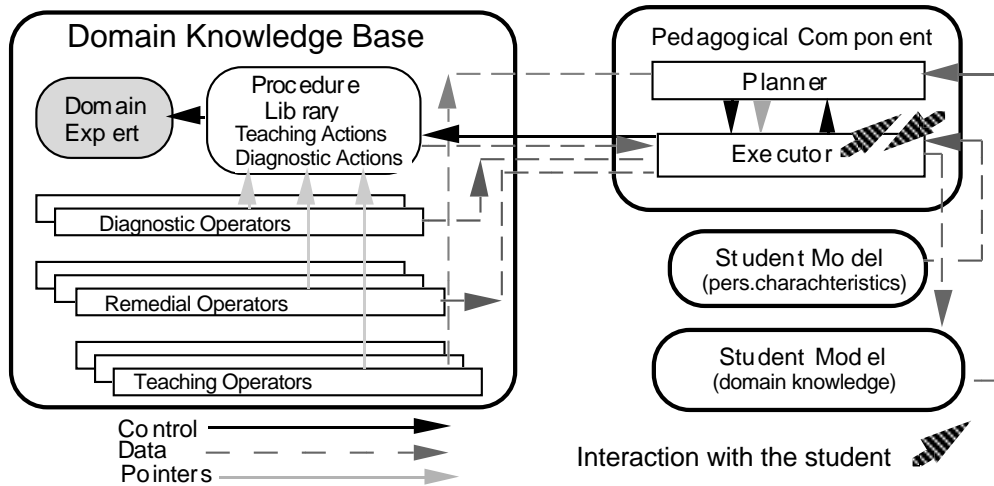 Domain Knowledge Base
Domain
Expert
Procedure
Library
Teaching Actions
Diagnostic Actions
Diagnostic Operators
Remedial Operators
Teaching Operators
Pedagogical Component
Planner
Executor
Student Model
(pers.charachteristics)
Student Model
(domain knowledge)
Control
Data
Pointers
Interaction with the student